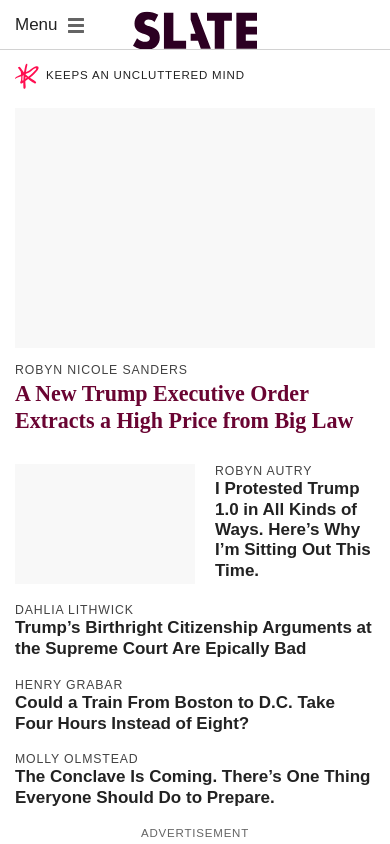 Menu
SLATE
KEEPS AN UNCLUTTERED MIND
ROBYN NICOLE SANDERS
A New Trump Executive Order
Extracts a High Price from Big Law
ROBYN AUTRY
I Protested Trump
1.0 in All Kinds of
Ways. Here’s Why
I’m Sitting Out This
Time.
DAHLIA LITHWICK
Trump’s Birthright Citizenship Arguments at
the Supreme Court Are Epically Bad
HENRY GRABAR
Could a Train From Boston to D.C. Take
Four Hours Instead of Eight?
MOLLY OLMSTEAD
The Conclave Is Coming. There’s One Thing
Everyone Should Do to Prepare.
ADVERTISEMENT